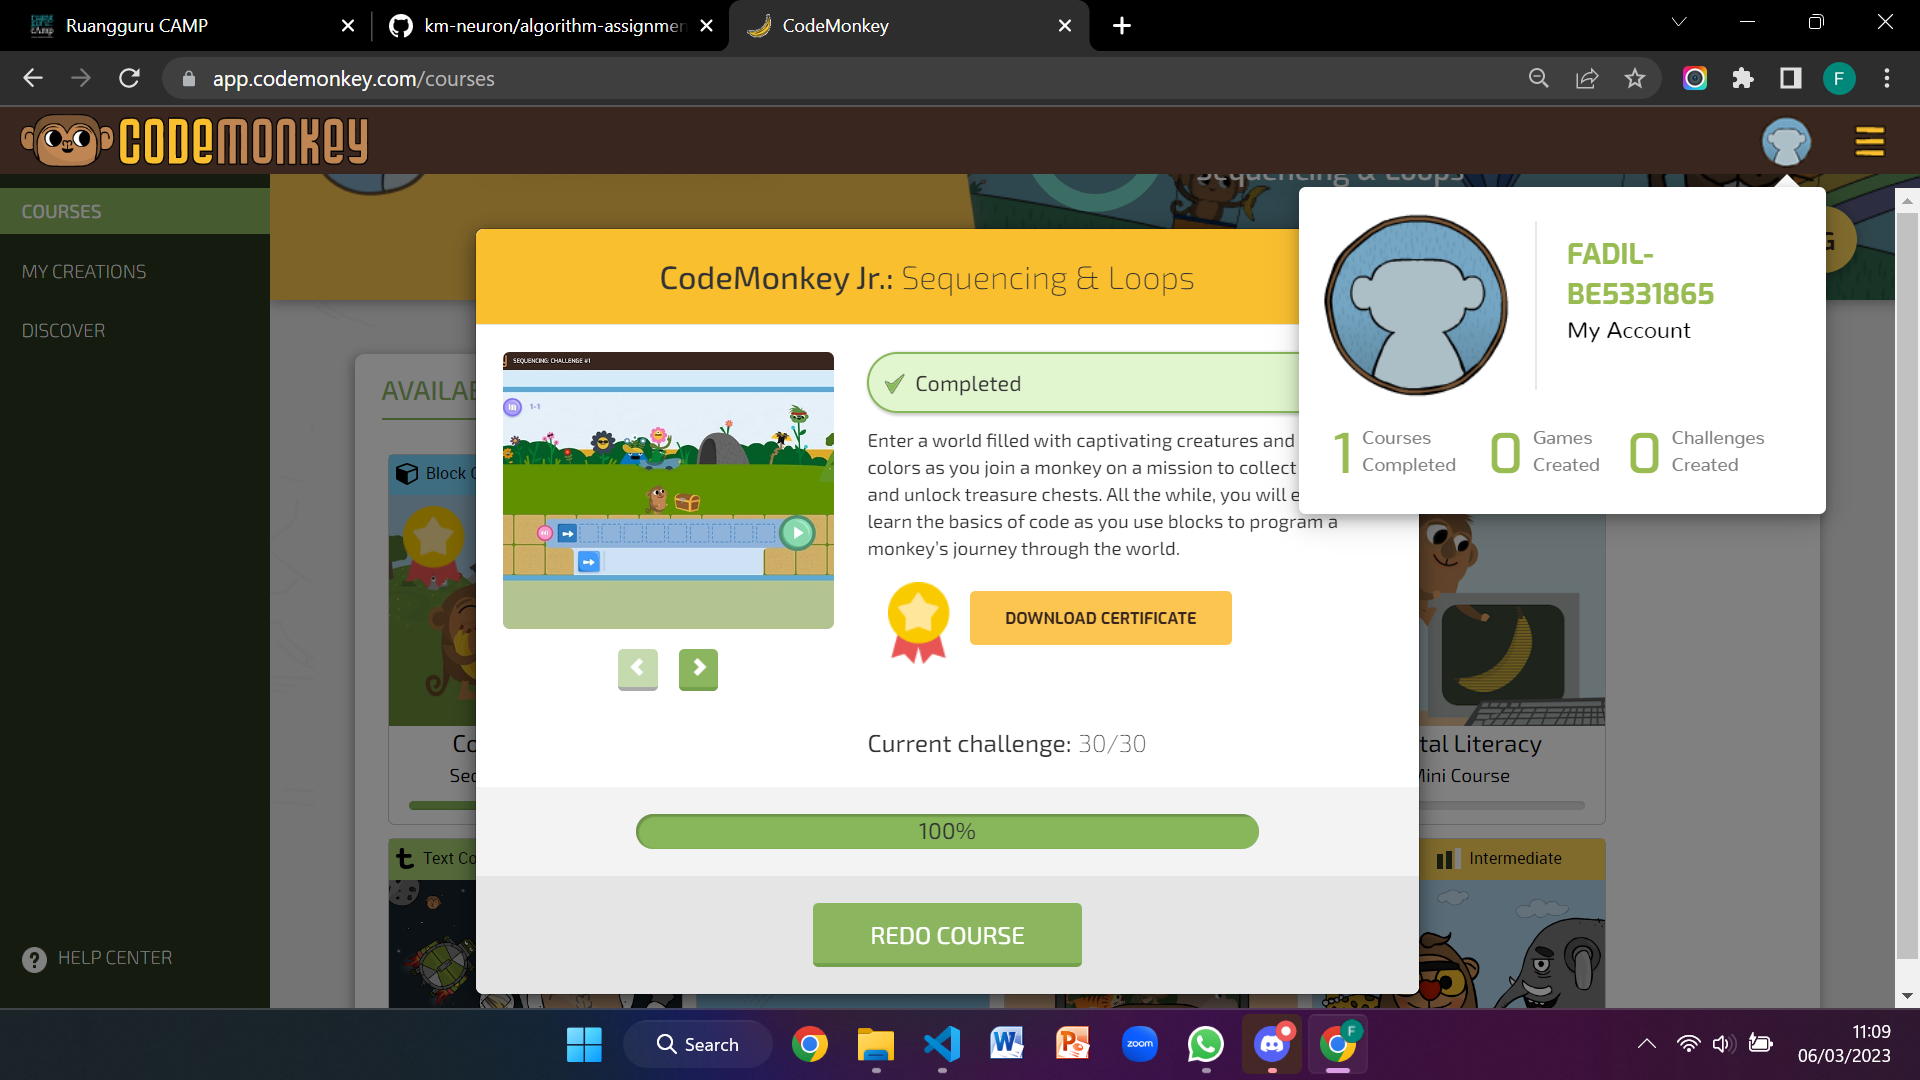 Ruangguru CAMP
km-neuron/algorithm-assignmen
CodeMonkey
app.codemonkey.com/courses
F
CODEMONKEY
Sequencing & Loops
COURSES
MY CREATIONS
DISCOVER
HELP CENTER
FADIL-
BE5331865
My Account
1 Courses Completed
0 Games Created
0 Challenges Created
CodeMonkey Jr.: Sequencing & Loops
SEQUENCING: CHALLENGE #1
1-1
Completed
Enter a world filled with captivating creatures and
colors as you join a monkey on a mission to collect
and unlock treasure chests. All the while, you will e
learn the basics of code as you use blocks to program a
monkey's journey through the world.
DOWNLOAD CERTIFICATE
Current challenge: 30/30
100%
REDO COURSE
AVAILAB
Block C
Co
Sec
tal Literacy
Mini Course
t Text Co
Intermediate
Search
zoom
F
11:09
06/03/2023